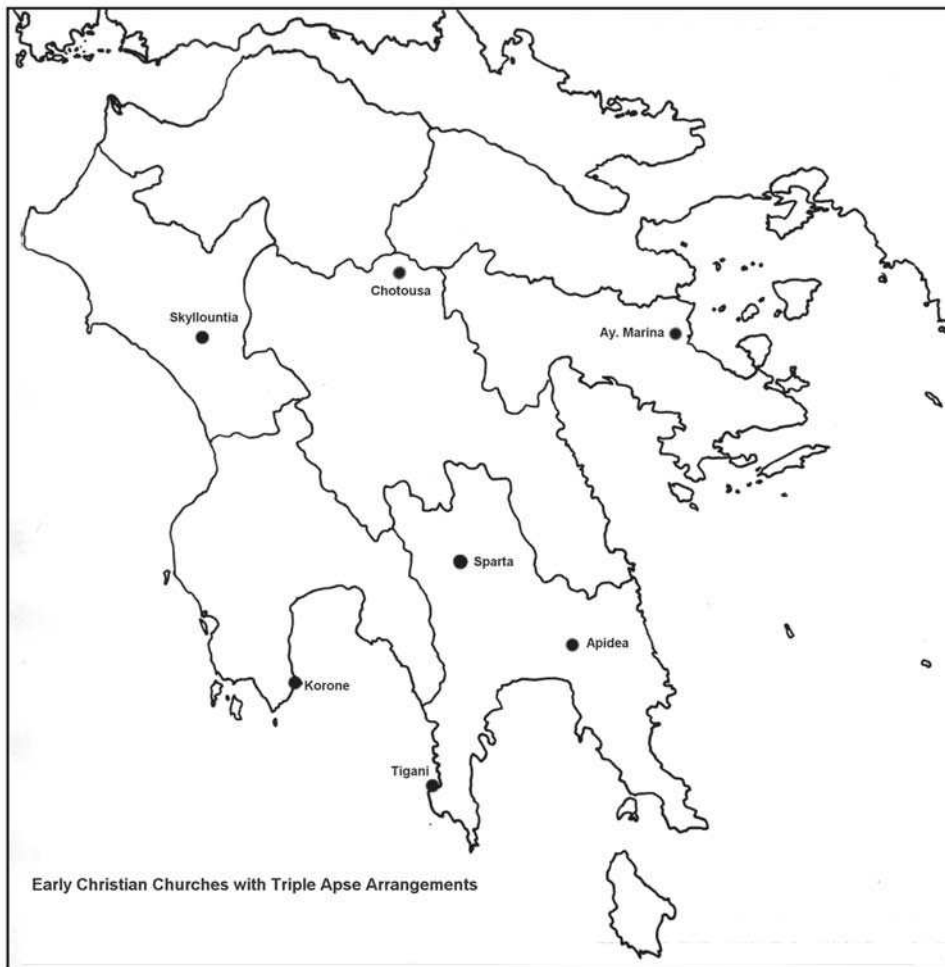 Chotousa
Skyllountia
Ay. Marina
Sparta
Apidea
Korone
Tigani
Early Christian Churches with Triple Apse Arrangements